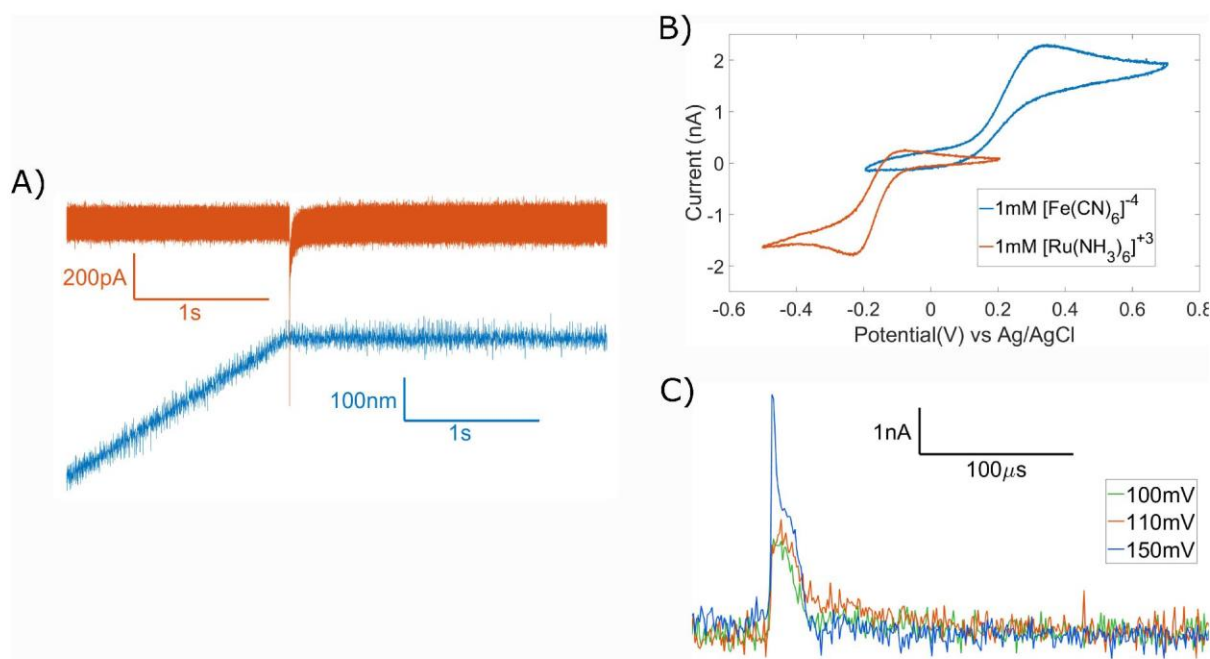 A)
200pA
1s
100nm
1s
B)
Current (nA)
2
1
0
-1
-2
1mM [Fe(CN)6]-4
1mM [Ru(NH3)6]+3
-0.6 -0.4 -0.2 0 0.2 0.4 0.6 0.8
Potential(V) vs Ag/AgCl
C)
1nA
100μs
100mV
110mV
150mV